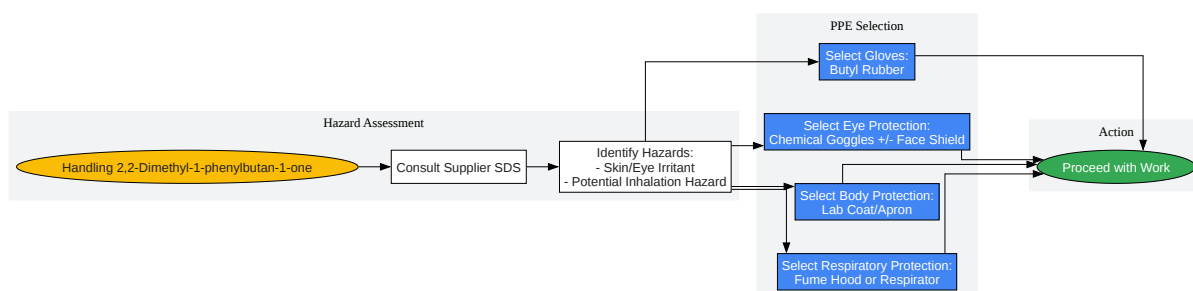 Hazard Assessment
Handling 2,2-Dimethyl-1-phenylbutan-1-one
Consult Supplier SDS
Identify Hazards:
- Skin/Eye Irritant
- Potential Inhalation Hazard
PPE Selection
Select Gloves:
Butyl Rubber
Select Eye Protection:
Chemical Goggles +/- Face Shield
Select Body Protection:
Lab Coat/Apron
Select Respiratory Protection:
Fume Hood or Respirator
Action
Proceed with Work